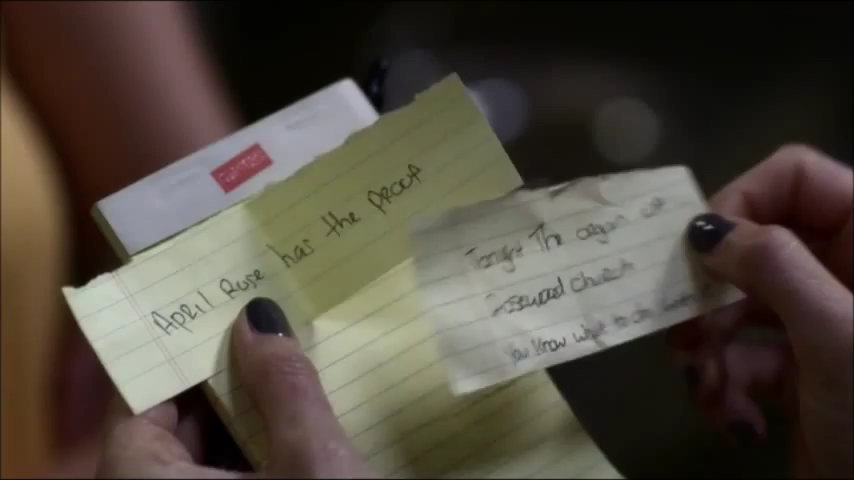 April Rose has the PROOF
Tonight The organ
Rosewood Church
You Know what to do